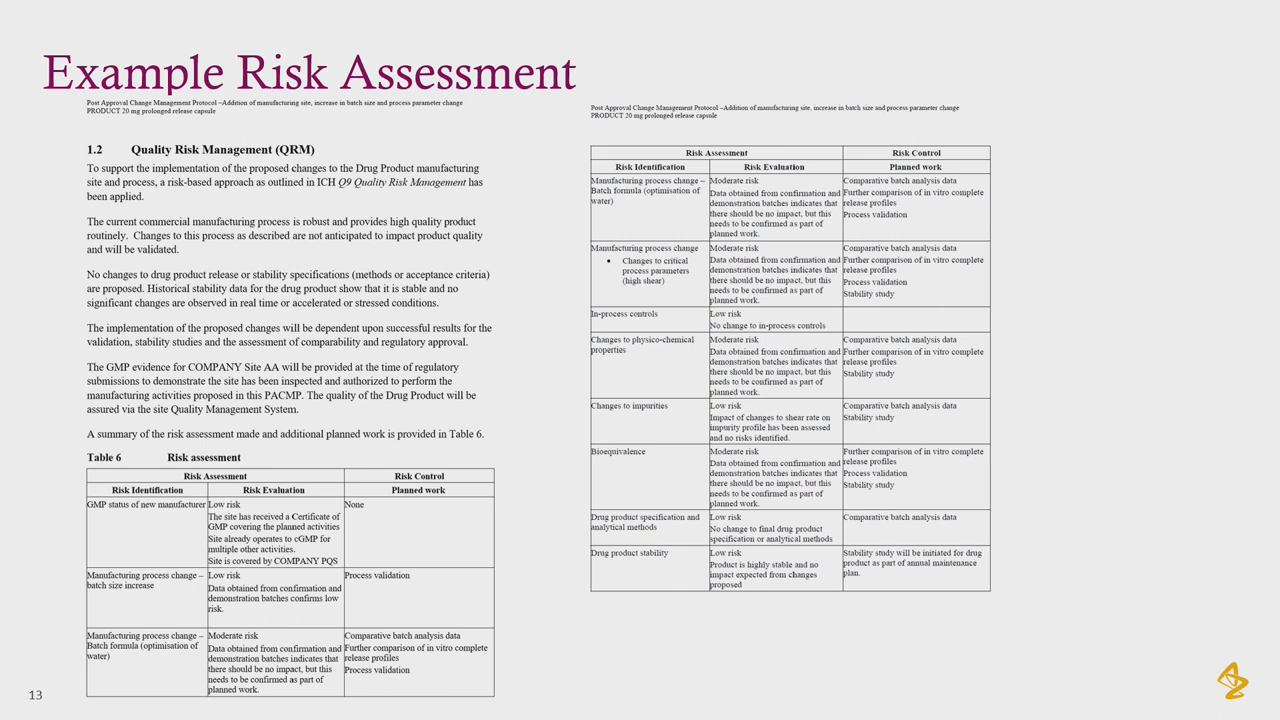 Example Risk Assessment
Post Approval Change Management Protocol –Addition of manufacturing site, increase in batch size and process parameter change
PRODUCT 20 mg prolonged release capsule
1.2 Quality Risk Management (QRM)
To support the implementation of the proposed changes to the Drug Product manufacturing
site and process, a risk-based approach as outlined in ICH Q9 Quality Risk Management has
been applied.
The current commercial manufacturing process is robust and provides high quality product
routinely. Changes to this process as described are not anticipated to impact product quality
and will be validated.
No changes to drug product release or stability specifications (methods or acceptance criteria)
are proposed. Historical stability data for the drug product show that it is stable and no
significant changes are observed in real time or accelerated or stressed conditions.
The implementation of the proposed changes will be dependent upon successful results for the
validation, stability studies and the assessment of comparability and regulatory approval.
The GMP evidence for COMPANY Site AA will be provided at the time of regulatory
submissions to demonstrate the site has been inspected and authorized to perform the
manufacturing activities proposed in this PACMP. The quality of the Drug Product will be
assured via the site Quality Management System.
A summary of the risk assessment made and additional planned work is provided in Table 6.
Table 6 Risk assessment
Risk Assessment Risk Control
Risk Identification Risk Evaluation Planned work
GMP status of new manufacturer Low risk None
The site has received a Certificate of
GMP covering the planned activities
Site already operates to cGMP for
multiple other activities.
Site is covered by COMPANY PQS
Manufacturing process change – Low risk Process validation
batch size increase Data obtained from confirmation and
demonstration batches confirms low
risk.
Manufacturing process change – Moderate risk Comparative batch analysis data
Batch formula (optimisation of Data obtained from confirmation and Further comparison of in vitro complete
water) demonstration batches indicates that release profiles
there should be no impact, but this Process validation
needs to be confirmed as part of
planned work.
Post Approval Change Management Protocol –Addition of manufacturing site, increase in batch size and process parameter change
PRODUCT 20 mg prolonged release capsule
Risk Assessment Risk Control
Risk Identification Risk Evaluation Planned work
Manufacturing process change – Moderate risk Comparative batch analysis data
Batch formula (optimisation of Data obtained from confirmation and Further comparison of in vitro complete
water) demonstration batches indicates that release profiles
there should be no impact, but this Process validation
needs to be confirmed as part of
planned work.
Manufacturing process change Moderate risk Comparative batch analysis data
• Changes to critical Data obtained from confirmation and Further comparison of in vitro complete
process parameters demonstration batches indicates that release profiles
(high shear) there should be no impact, but this Process validation
needs to be confirmed as part of Stability study
planned work.
In-process controls Low risk
No change to in-process controls
Changes to physico-chemical Moderate risk Comparative batch analysis data
properties Data obtained from confirmation and Further comparison of in vitro complete
demonstration batches indicates that release profiles
there should be no impact, but this Stability study
needs to be confirmed as part of
planned work.
Changes to impurities Low risk Comparative batch analysis data
Impact of changes to shear rate on Stability study
impurity profile has been assessed
and no risks identified.
Bioequivalence Moderate risk Further comparison of in vitro complete
Data obtained from confirmation and release profiles
demonstration batches indicates that Process validation
there should be no impact, but this Stability study
needs to be confirmed as part of
planned work.
Drug product specification and Low risk Comparative batch analysis data
analytical methods No change to final drug product
specification or analytical methods
Drug product stability Low risk Stability study will be initiated for drug
Product is highly stable and no product as part of annual maintenance
impact expected from changes plan.
proposed
13